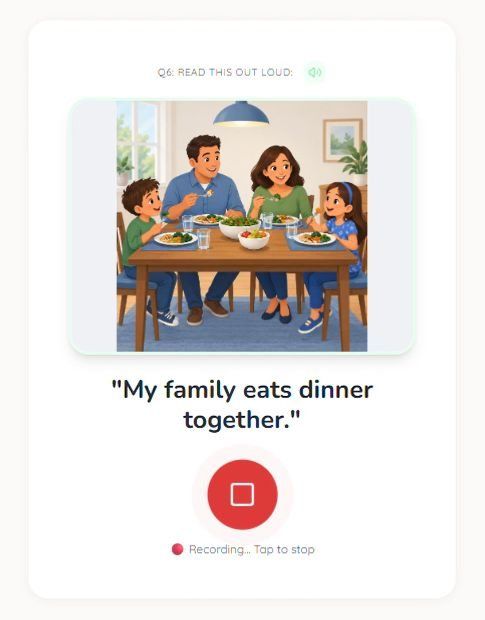 Q6: READ THIS OUT LOUD:
"My family eats dinner
together."
Recording... Tap to stop